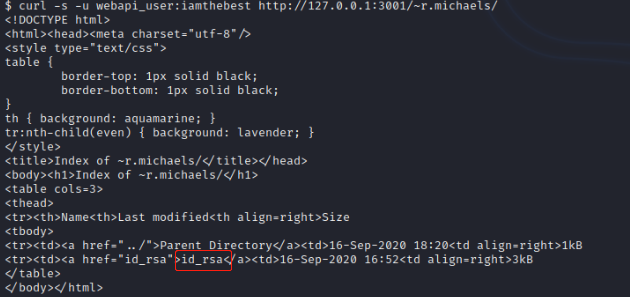 $ curl -s -u webapi_user:iamthebest http://127.0.0.1:3001/~r.michaels/
<!DOCTYPE html>
<html><head><meta charset="utf-8"/>
<style type="text/css">
table {
        border-top: 1px solid black;
        border-bottom: 1px solid black;
}
th { background: aquamarine; }
tr:nth-child(even) { background: lavender; }
</style>
<title>Index of ~r.michaels/</title></head>
<body><h1>Index of ~r.michaels/</h1>
<table cols=3>
<thead>
<tr><th>Name<th>Last modified<th align=right>Size
<tbody>
<tr><td><a href="../">Parent Directory</a><td>16-Sep-2020 18:20<td align=right>1kB
<tr><td><a href="id_rsa">id_rsa</a><td>16-Sep-2020 16:52<td align=right>3kB
</table>
</body></html>